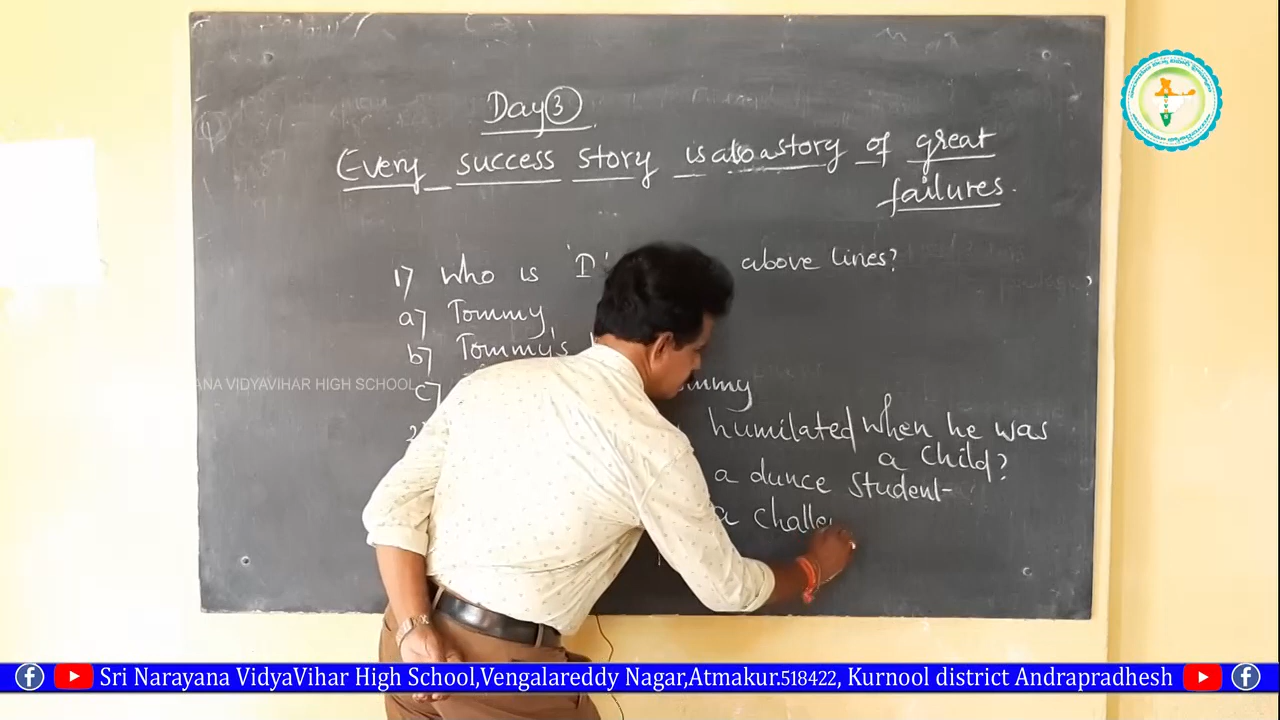 Day 3
Every success story is also a story of great
failures.
1) Who is 'I' above lines?
a) Tommy
b) Tommy's
c) Tommy
2) humilated when he was
a child?
a dunce student
a challe
ANA VIDYAVIHAR HIGH SCHOOL
Sri Narayana VidyaVihar High School,Vengalareddy Nagar,Atmakur.518422, Kurnool district Andrapradhesh